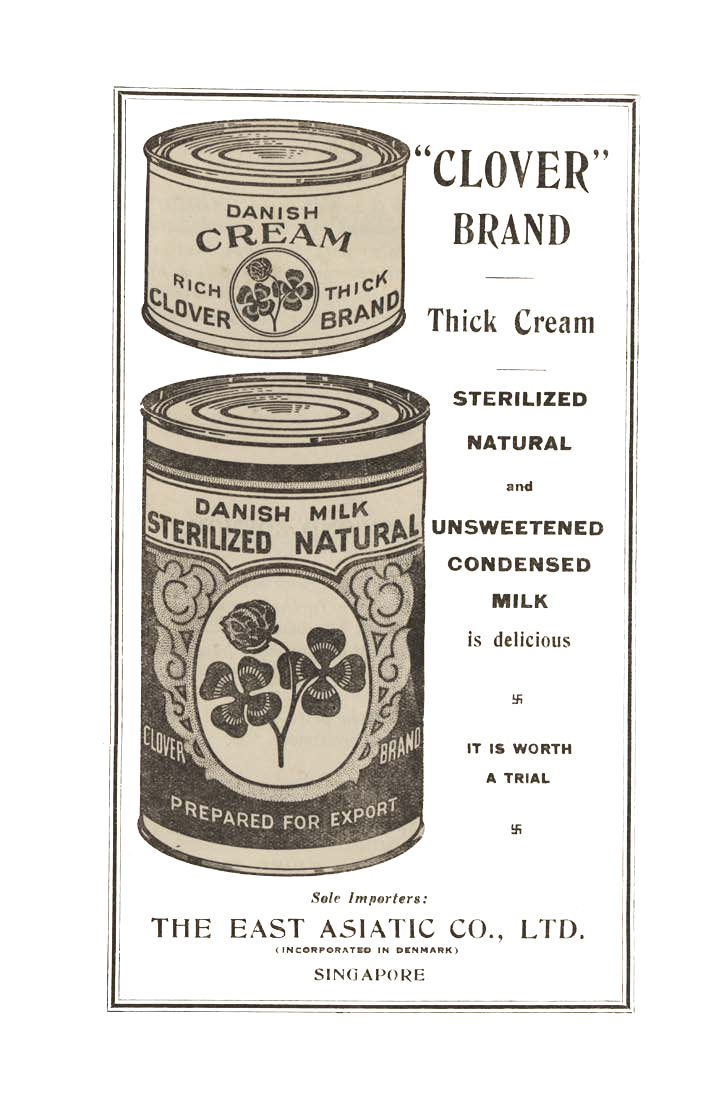 DANISH
CREAM
RICH THICK
CLOVER BRAND
"CLOVER"
BRAND
Thick Cream
STERILIZED
NATURAL
and
UNSWEETENED
CONDENSED
MILK
is delicious
卐
IT IS WORTH
A TRIAL
卐
DANISH MILK
STERILIZED NATURAL
CLOVER BRAND
PREPARED FOR EXPORT
Sole Importers:
THE EAST ASIATIC CO., LTD.
(INCORPORATED IN DENMARK)
SINGAPORE